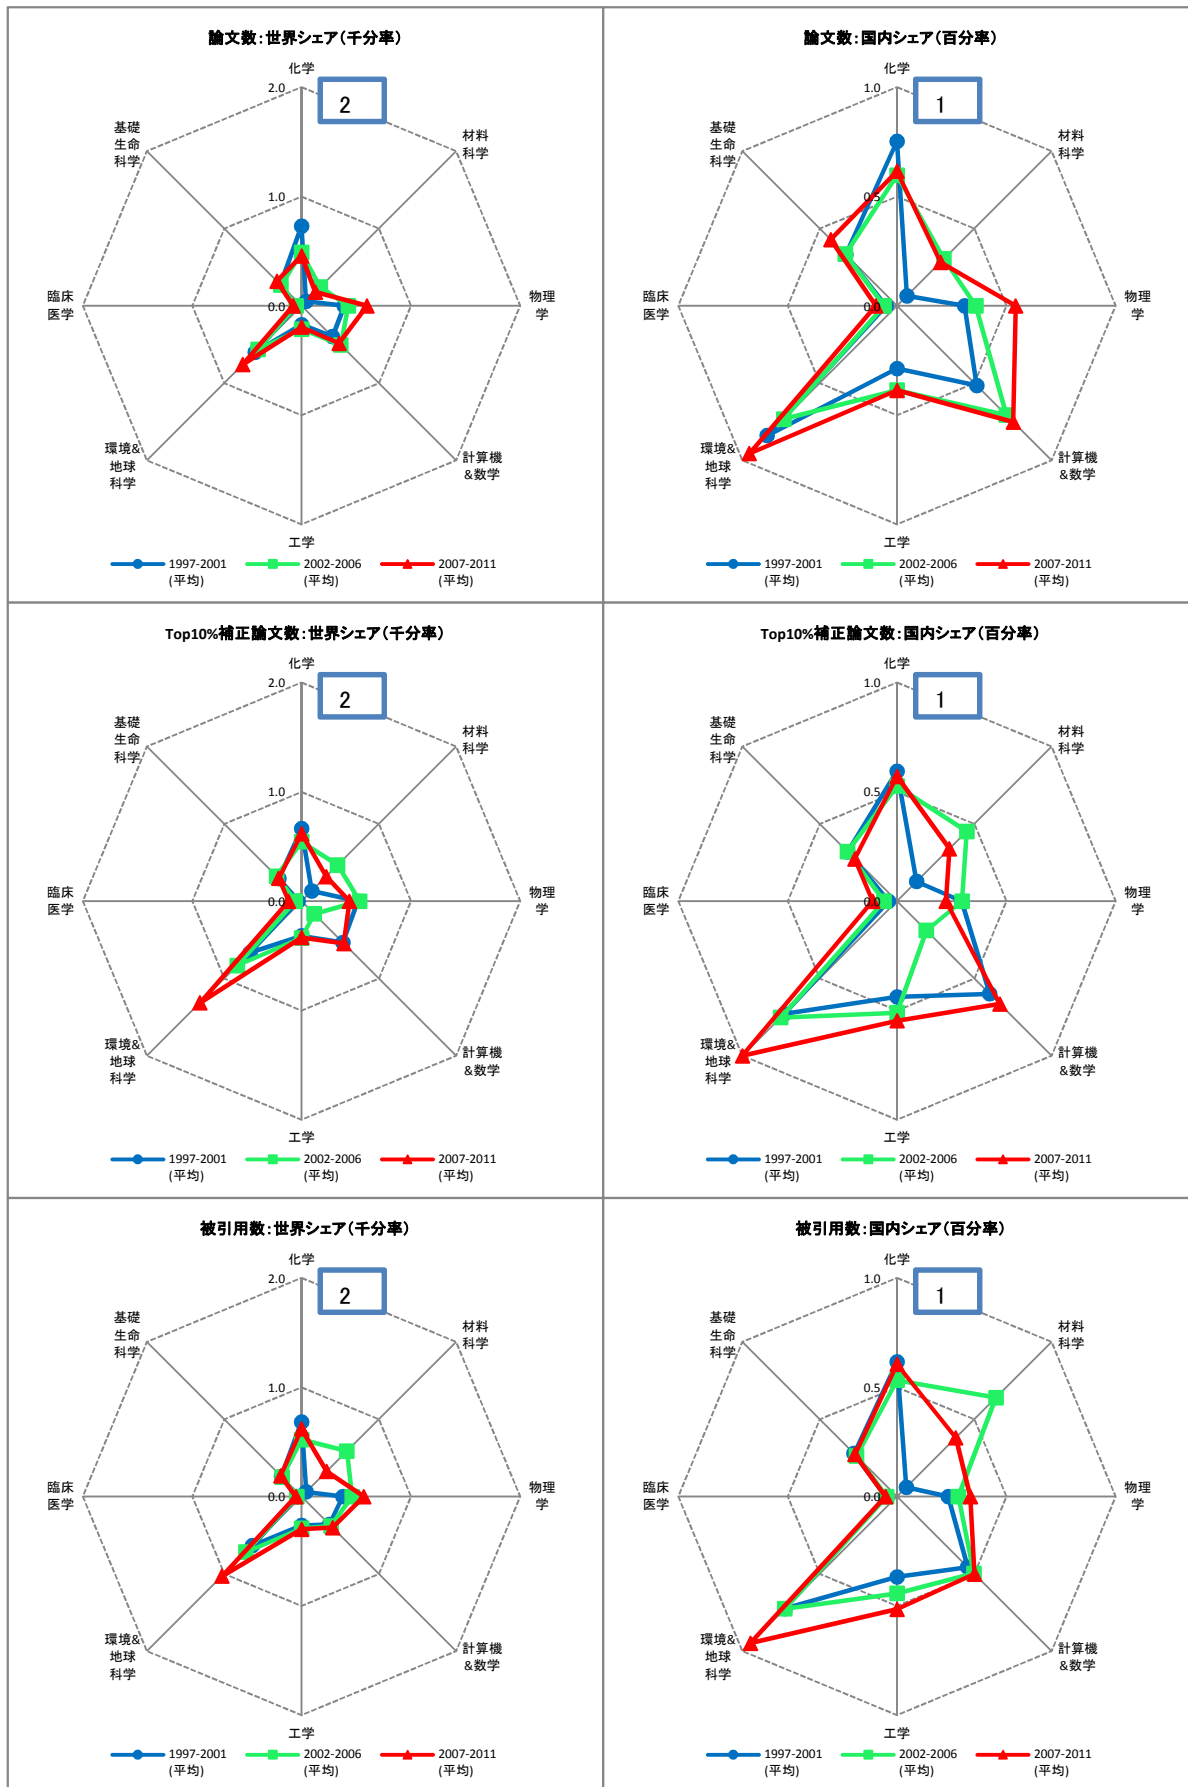 論文数:世界シェア(千分率)
化学
2.0
2
基礎
生命
科学
材料
科学
1.0
臨床
医学
0.0
物理
学
環境&
地球
科学
計算機
&数学
工学
1997-2001
(平均)
2002-2006
(平均)
2007-2011
(平均)
論文数:国内シェア(百分率)
化学
1.0
1
基礎
生命
科学
材料
科学
0.5
臨床
医学
0.0
物理
学
環境&
地球
科学
計算機
&数学
工学
1997-2001
(平均)
2002-2006
(平均)
2007-2011
(平均)
Top10%補正論文数:世界シェア(千分率)
化学
2.0
2
基礎
生命
科学
材料
科学
1.0
臨床
医学
0.0
物理
学
環境&
地球
科学
計算機
&数学
工学
1997-2001
(平均)
2002-2006
(平均)
2007-2011
(平均)
Top10%補正論文数:国内シェア(百分率)
化学
1.0
1
基礎
生命
科学
材料
科学
0.5
臨床
医学
0.0
物理
学
環境&
地球
科学
計算機
&数学
工学
1997-2001
(平均)
2002-2006
(平均)
2007-2011
(平均)
被引用数:世界シェア(千分率)
化学
2.0
2
基礎
生命
科学
材料
科学
1.0
臨床
医学
0.0
物理
学
環境&
地球
科学
計算機
&数学
工学
1997-2001
(平均)
2002-2006
(平均)
2007-2011
(平均)
被引用数:国内シェア(百分率)
化学
1.0
1
基礎
生命
科学
材料
科学
0.5
臨床
医学
0.0
物理
学
環境&
地球
科学
計算機
&数学
工学
1997-2001
(平均)
2002-2006
(平均)
2007-2011
(平均)